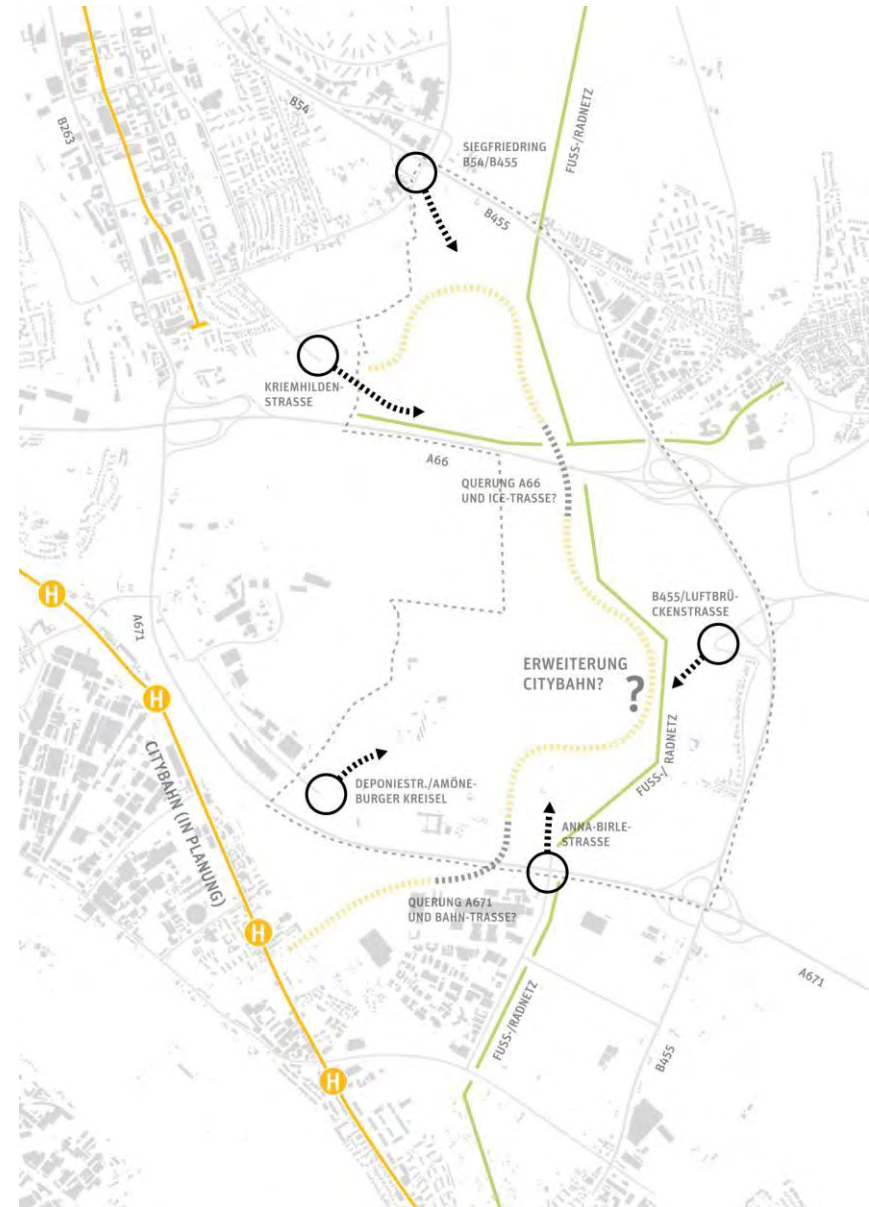 B54
B263
SIEGFRIEDRING
B54/B455
FUSS-/RADNETZ
B455
KRIEMHILDEN-
STRASSE
A66
QUERUNG A66
UND ICE-TRASSE?
H
A671
B455/LUFTBRÜ-
CKENSTRASSE
ERWEITERUNG
CITYBAHN?
?
H
CITYBAHN (IN PLANUNG)
FUSS-/ RADNETZ
DEPONIESTR./AMÖNE-
BURGER KREISEL
ANNA-BIRLE-
STRASSE
QUERUNG A671
UND BAHN-TRASSE?
H
A671
FUSS-/RADNETZ
B455
H